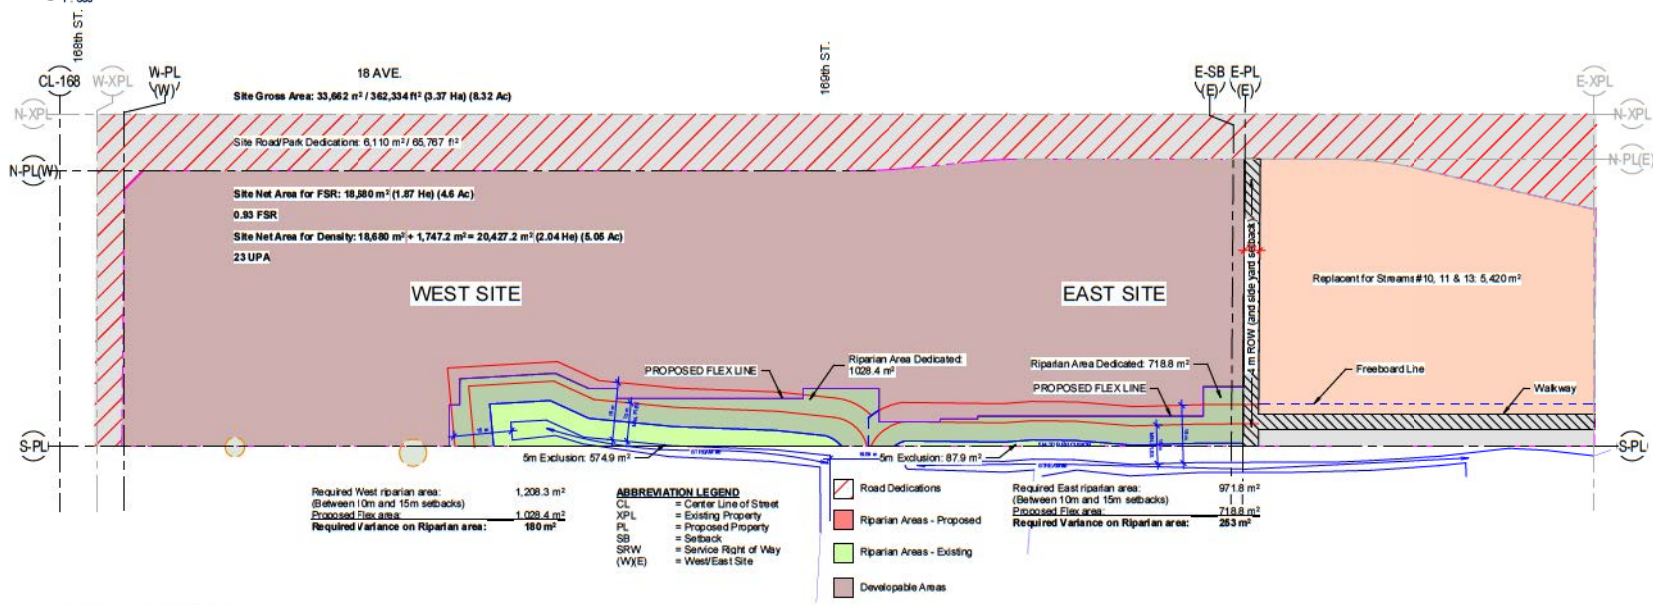 168th ST.
CL-168
W-XPL
W-PL
(W)
18 AVE.
169th ST.
E-SB
(E)
E-PL
(E)
E-XPL
N-XPL
N-XPL
Site Gross Area: 33,662 m² / 362,334 ft² (3.37 Ha) (8.32 Ac)
Site Road/Park Dedications: 6,110 m² / 65,767 ft²
N-PL(W)
N-PL(E)
Site Net Area for FSR: 18,680 m² (1.87 He) (4.6 Ac)
0.93 FSR
Site Net Area for Density: 18,680 m² + 1,747.2 m² = 20,427.2 m² (2.04 He) (5.05 Ac)
23 UPA
WEST SITE
EAST SITE
4 m ROW (and side yard setback)
Replacent for Streams #10, 11 & 13: 5,420 m²
PROPOSED FLEX LINE
Riparian Area Dedicated:
1028.4 m²
Riparian Area Dedicated: 718.8 m²
PROPOSED FLEX LINE
Freeboard Line
Walkway
S-PL
S-PL
5m Exclusion: 574.9 m²
5m Exclusion: 87.9 m²
Required West riparian area: 1,208.3 m²
(Between 10m and 15m setbacks)
Proposed Flex area: 1,028.4 m²
Required Variance on Riparian area: 180 m²
ABBREVIATION LEGEND
CL = Center Line of Street
XPL = Existing Property
PL = Proposed Property
SB = Setback
SRW = Service Right of Way
(W)(E) = West/East Site
Road Dedications
Riparian Areas - Proposed
Riparian Areas - Existing
Developable Areas
Required East riparian area: 971.8 m²
(Between 10m and 15m setbacks)
Proposed Flex area: 718.8 m²
Required Variance on Riparian area: 253 m²